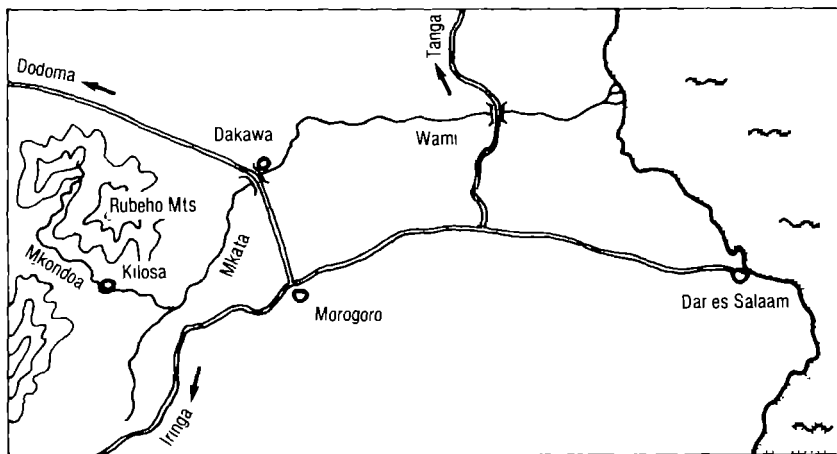 Tanga
Dodoma
Dakawa
Wami
Rubeho Mts
Mkata
Mkondoa
Kilosa
Morogoro
Dar es Salaam
Iringa